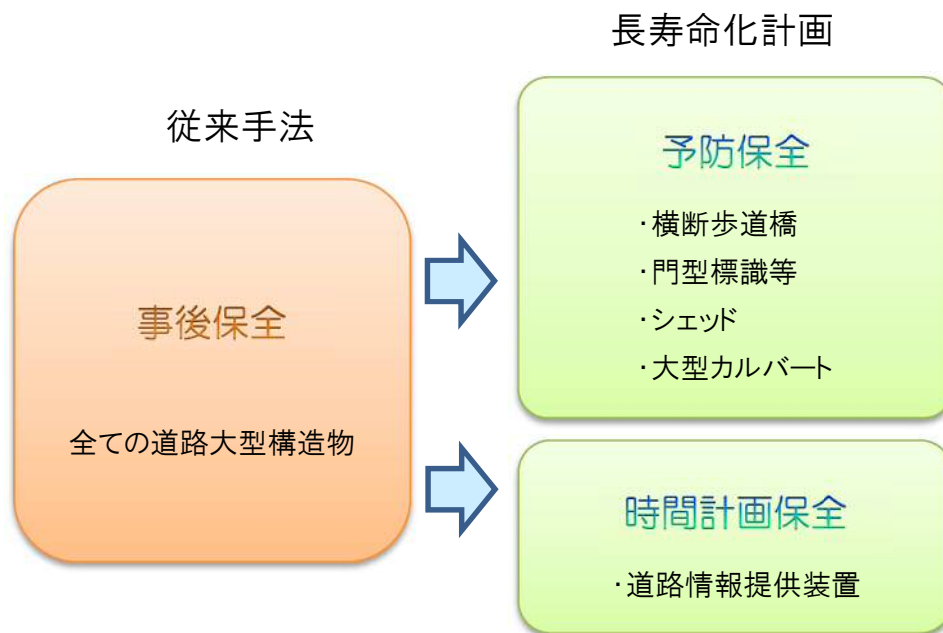 従来手法
事後保全
全ての道路大型構造物
長寿命化計画
予防保全
・横断歩道橋
・門型標識等
・シェッド
・大型カルバート
時間計画保全
・道路情報提供装置